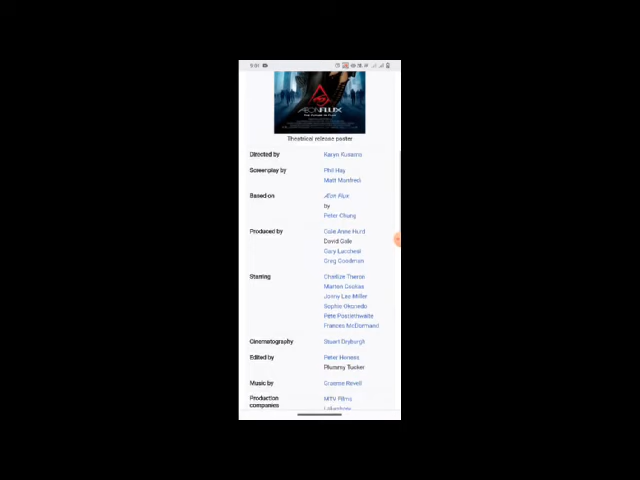 ÆONFLUX
Theatrical release poster
Directed by Karyn Kusama
Screenplay by Phil Hay
Matt Manfredi
Based on Æon Flux
by
Peter Chung
Produced by Gale Anne Hurd
David Gale
Gary Lucchesi
Greg Goodman
Starring Charlize Theron
Marton Csokas
Jonny Lee Miller
Sophie Okonedo
Pete Postlethwaite
Frances McDormand
Cinematography Stuart Dryburgh
Edited by Peter Honess
Plummy Tucker
Music by Graeme Revell
Production MTV Films
companies Lakeshore